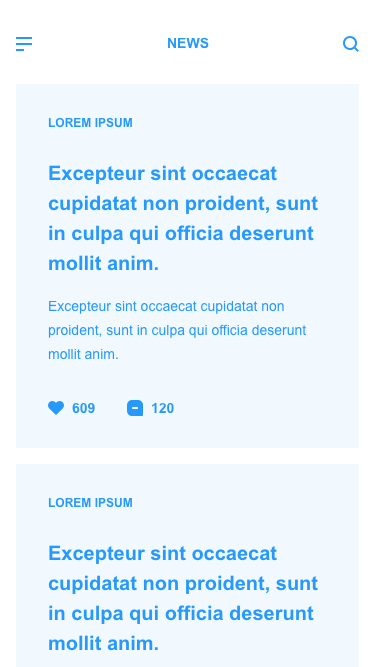 NEWS
LOREM IPSUM
Excepteur sint occaecat
cupidatat non proident, sunt
in culpa qui officia deserunt
mollit anim.
Excepteur sint occaecat cupidatat non
proident, sunt in culpa qui officia deserunt
mollit anim.
609 120
LOREM IPSUM
Excepteur sint occaecat
cupidatat non proident, sunt
in culpa qui officia deserunt
mollit anim.